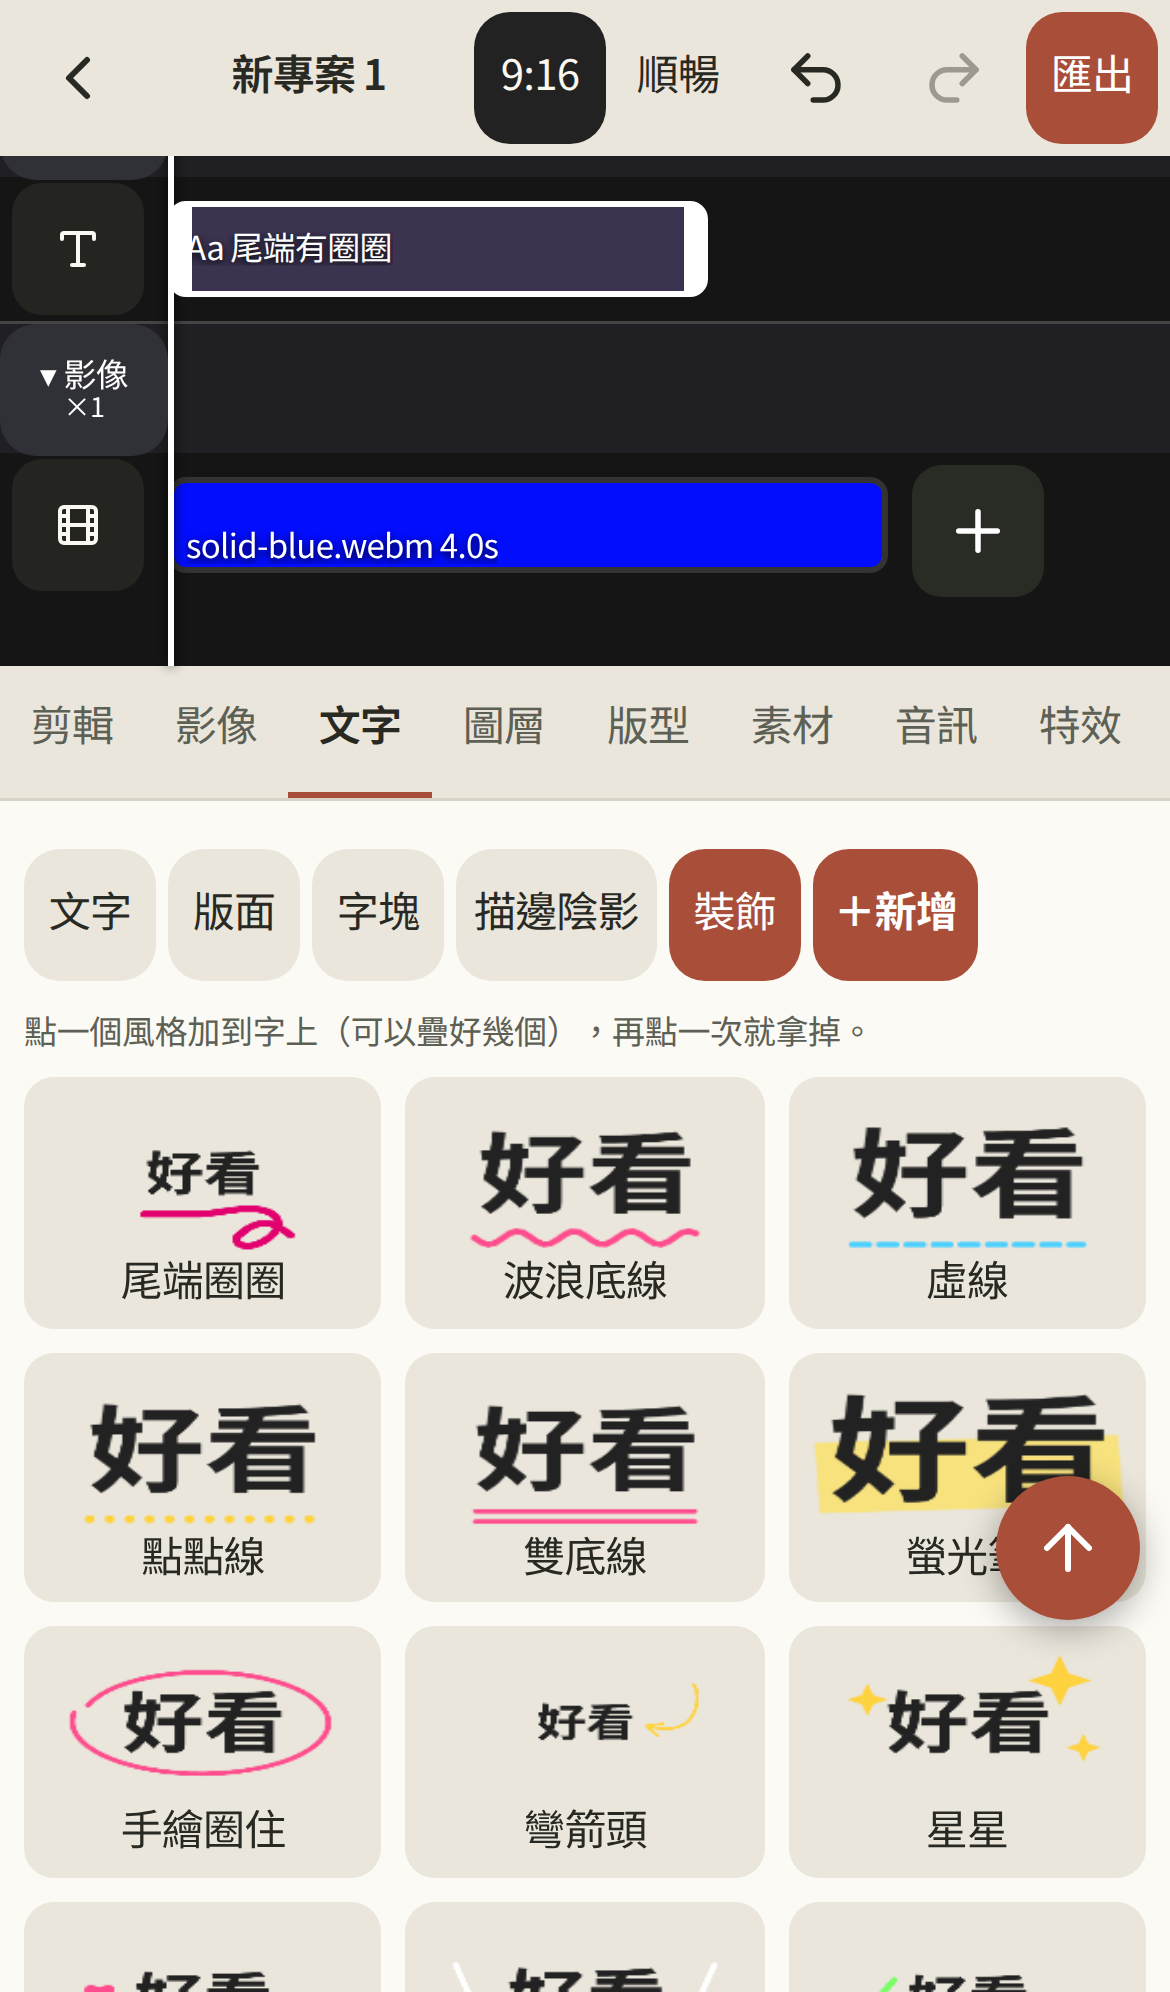 新專案 1
9:16
順暢
匯出
Aa 尾端有圈圈
▼ 影像
×1
solid-blue.webm 4.0s
剪輯 影像 文字 圖層 版型 素材 音訊 特效
文字 版面 字塊 描邊陰影 裝飾 ＋新增
點一個風格加到字上（可以疊好幾個），再點一次就拿掉。
好看 好看 好看
尾端圈圈 波浪底線 虛線
好看 好看 好看
點點線 雙底線 螢光
好看 好看 好看
手繪圈住 彎箭頭 星星
好看 好看 好看